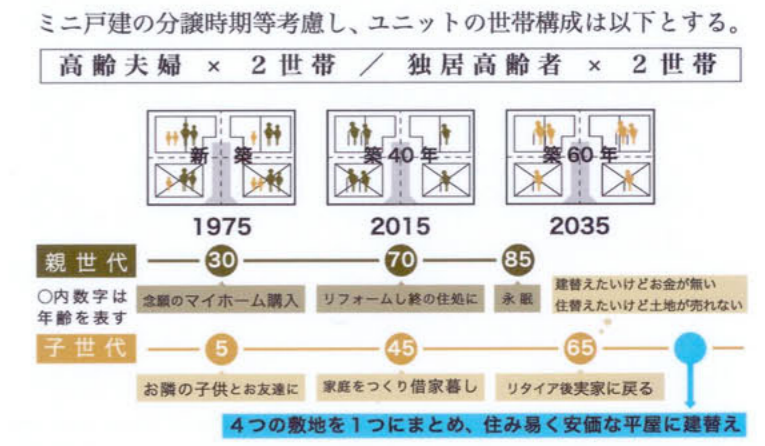 ミニ戸建の分譲時期等考慮し、ユニットの世帯構成は以下とする。
高齢夫婦 × 2世帯 / 独居高齢者 × 2世帯
新築
築40年
築60年
1975
2015
2035
親世代
30
70
85
〇内数字は
年齢を表す
念願のマイホーム購入
リフォームし終の住処に
永眠
建替えたいけどお金が無い
住替えたいけど土地が売れない
子世代
5
45
65
お隣の子供とお友達に
家庭をつくり借家暮し
リタイア後実家に戻る
4つの敷地を1つにまとめ、住み易く安価な平屋に建替え